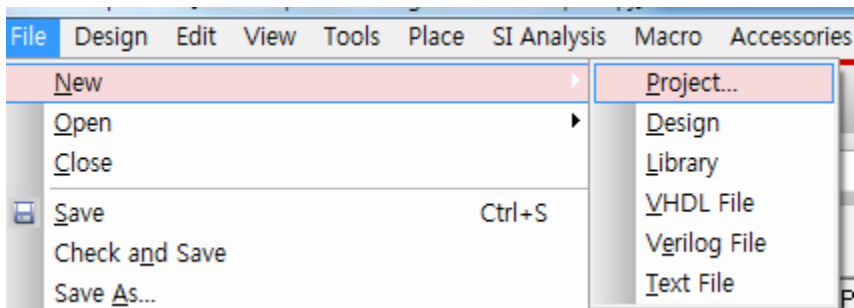 File Design Edit View Tools Place SI Analysis Macro Accessories
New
Project...
Open
Design
Close
Library
Save Ctrl+S
VHDL File
Check and Save
Verilog File
Save As...
Text File